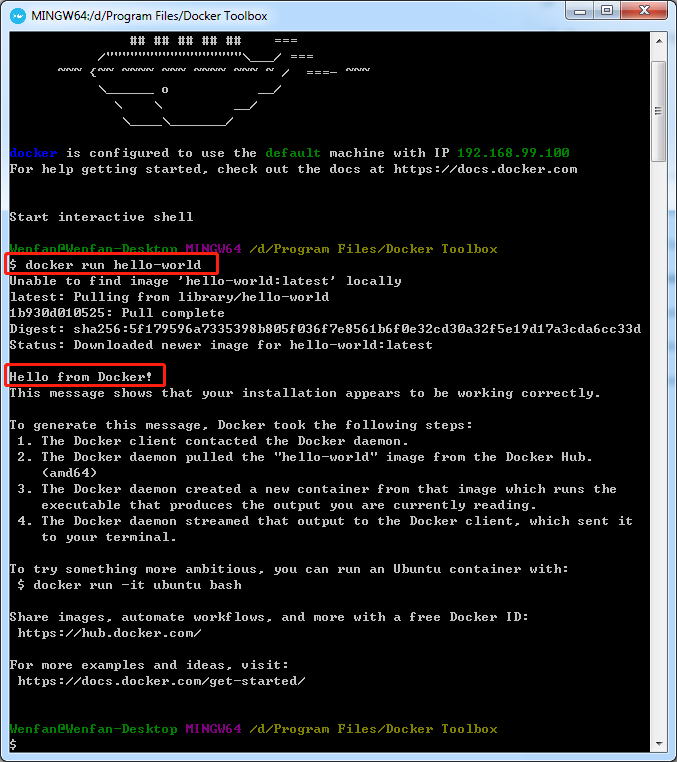 MINGW64:/d/Program Files/Docker Toolbox
## ## ## ## ##    ===
/"""""""""""""""""\___/ ===
~~~ {~~ ~~~~ ~~~ ~~~~ ~~~ ~ /  ===- ~~~
\______ o           __/
\    \         __/
\____\_______/
docker is configured to use the default machine with IP 192.168.99.100
For help getting started, check out the docs at https://docs.docker.com
Start interactive shell
Wenfan@Wenfan-Desktop MINGW64 /d/Program Files/Docker Toolbox
$ docker run hello-world
Unable to find image 'hello-world:latest' locally
latest: Pulling from library/hello-world
1b930d010525: Pull complete
Digest: sha256:5f179596a7335398b805f036f7e8561b6f0e32cd30a32f5e19d17a3cda6cc33d
Status: Downloaded newer image for hello-world:latest
Hello from Docker!
This message shows that your installation appears to be working correctly.
To generate this message, Docker took the following steps:
1. The Docker client contacted the Docker daemon.
2. The Docker daemon pulled the "hello-world" image from the Docker Hub.
(amd64)
3. The Docker daemon created a new container from that image which runs the
executable that produces the output you are currently reading.
4. The Docker daemon streamed that output to the Docker client, which sent it
to your terminal.
To try something more ambitious, you can run an Ubuntu container with:
$ docker run -it ubuntu bash
Share images, automate workflows, and more with a free Docker ID:
https://hub.docker.com/
For more examples and ideas, visit:
https://docs.docker.com/get-started/
Wenfan@Wenfan-Desktop MINGW64 /d/Program Files/Docker Toolbox
$